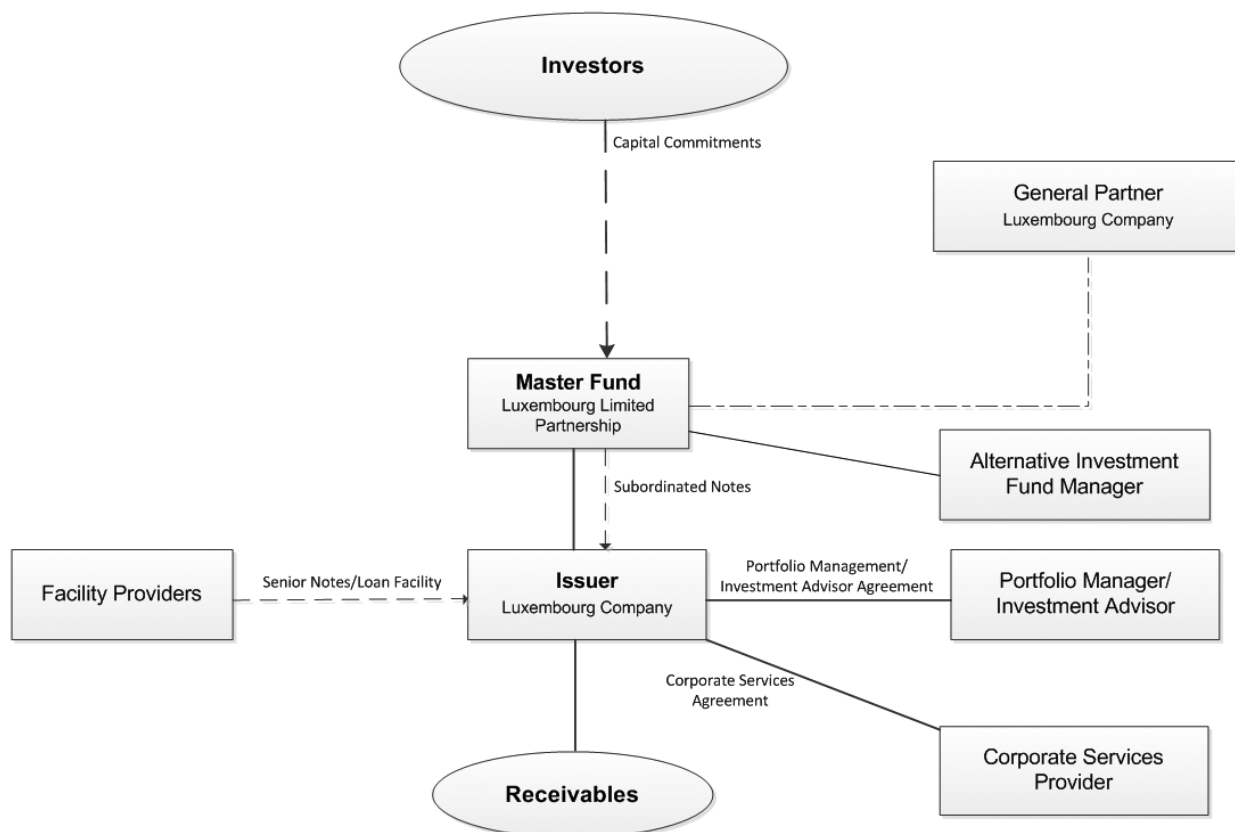 Investors
Capital Commitments
General Partner
Luxembourg Company
Master Fund
Luxembourg Limited
Partnership
Alternative Investment
Fund Manager
Subordinated Notes
Facility Providers
Senior Notes/Loan Facility
Issuer
Luxembourg Company
Portfolio Management/
Investment Advisor Agreement
Portfolio Manager/
Investment Advisor
Corporate Services
Agreement
Corporate Services
Provider
Receivables